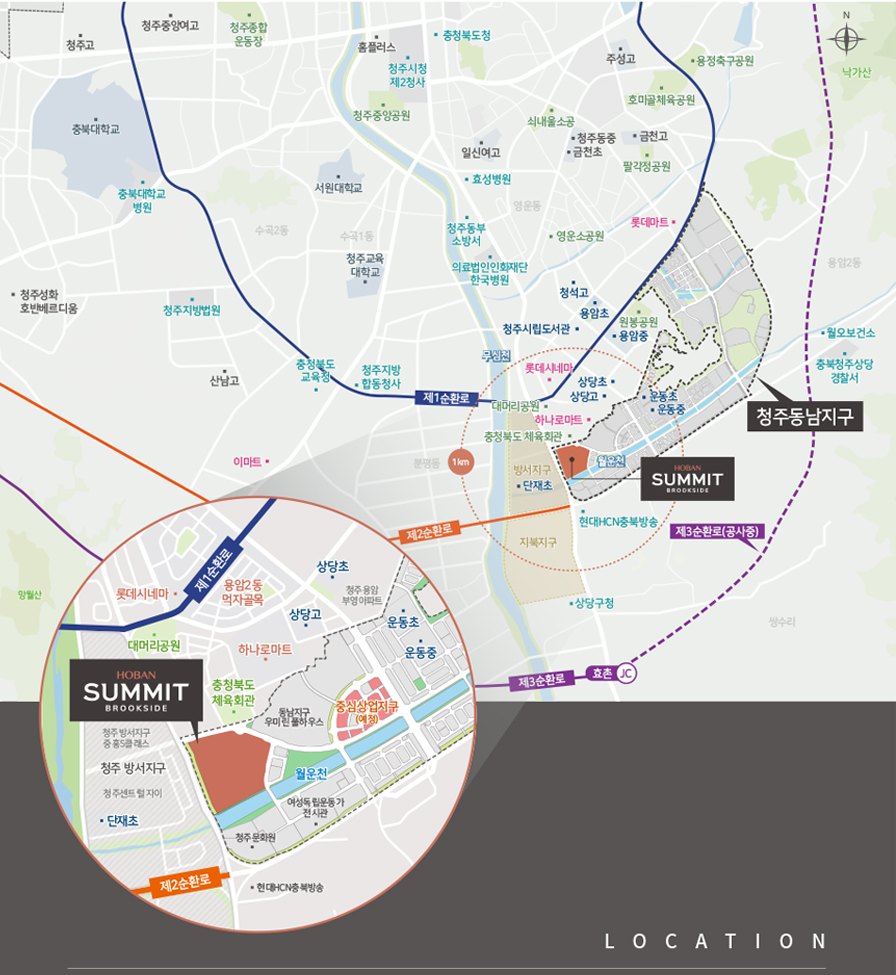 청주고
청주중앙여고
청주종합
운동장
홈플러스
충청북도청
N
청주시청
제2청사
주성고
용정축구공원
낙가산
호미골체육공원
청주중앙공원
쇠내울소공
충북대학교
청주동중
금천고
일신여고
금천초
팔각정공원
충북대학교
병원
서원대학교
효성병원
영운동
수곡2동
수곡1동
청주동부
소방서
영운소공원
롯데마트
청주교육
대학교
의료법인인화재단
한국병원
용암2동
청주성화
호반베르디움
청주지방법원
청석고
용암초
청주시립도서관
원봉공원
용암중
월오보건소
무심천
충청북도
교육청
청주지방
합동청사
산남고
롯데시네마
상당초
상당고
충북청주상당
경찰서
제1순환로
대머리공원
운동초
운동중
청주동남지구
하나로마트
충청북도 체육회관
이마트
분평동
1km
방서지구
단재초
월운천
HOBAN
SUMMIT
BROOKSIDE
제2순환로
현대HCN충북방송
제3순환로(공사중)
지북지구
상당구청
망월산
쌍수리
제3순환로
효촌
JC
제1순환로
상당초
롯데시네마
용암2동
먹자골목
청주 용암
부영아파트
상당고
운동초
대머리공원
하나로마트
운동중
HOBAN
SUMMIT
BROOKSIDE
충청북도
체육회관
동남지구
우미린 풀하우스
중심상업지구
(예정)
청주 방서지구
중흥S클래스
청주 방서지구
월운천
청주센트럴자이
여성독립운동가
전시관
단재초
청주문화원
제2순환로
현대HCN충북방송
LOCATION